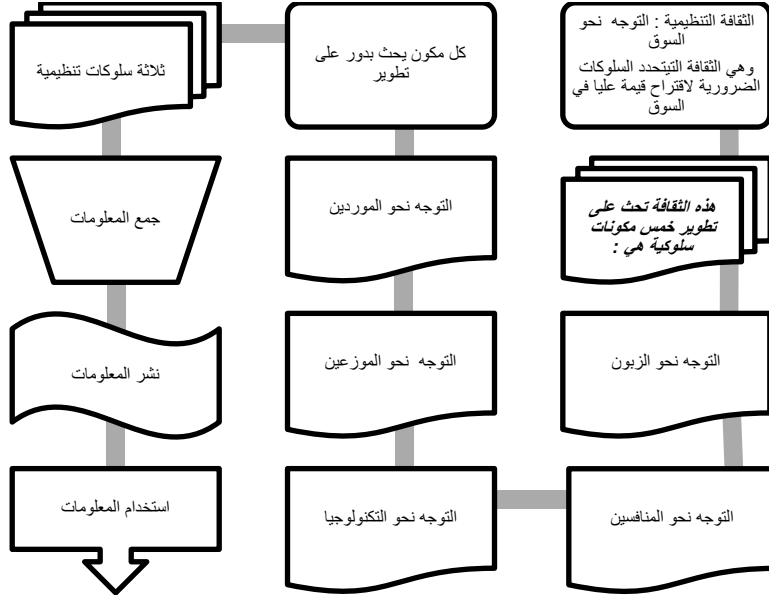 الثقافة التنظيمية : التوجه نحو
السوق
وهي الثقافة التيتحدد السلوكات
الضرورية لاقتراح قيمة عليا في
السوق
هذه الثقافة تحث على
تطوير خمس مكونات
سلوكية هي :
التوجه نحو الزبون
التوجه نحو المنافسين
التوجه نحو التكنولوجيا
التوجه نحو الموزعين
التوجه نحو الموردين
كل مكون يحث بدور على
تطوير
ثلاثة سلوكات تنظيمية
جمع المعلومات
نشر المعلومات
استخدام المعلومات